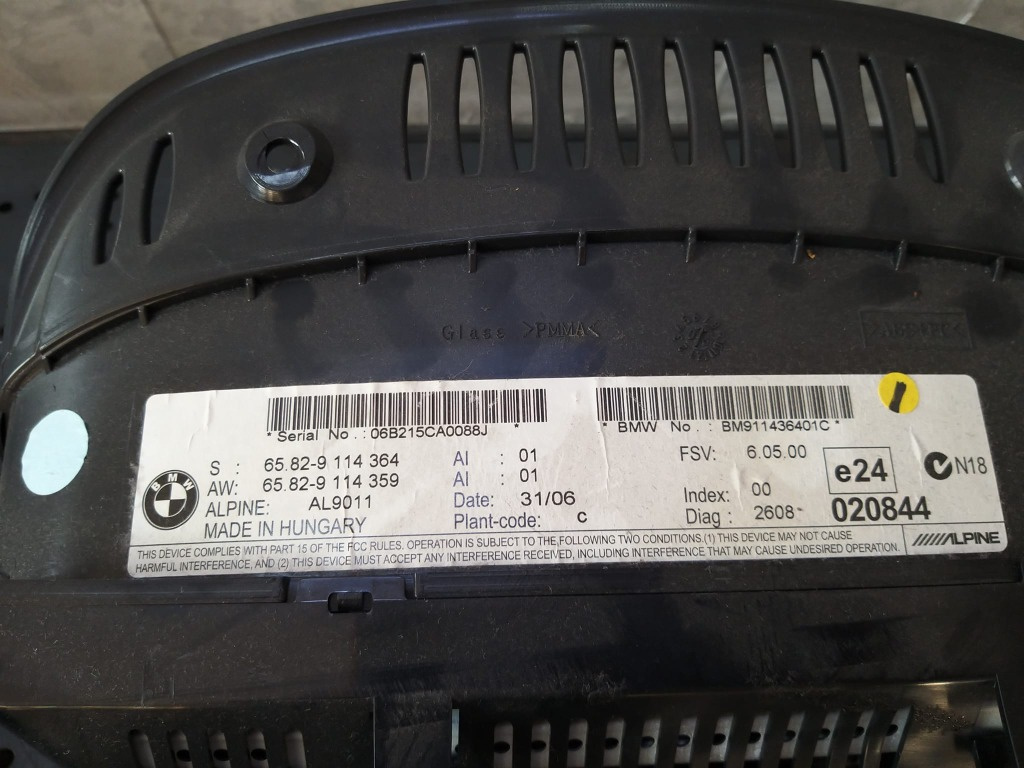 Glass >PMMA<
* Serial No. : 06B215CA0088J *
* BMW No. : BM911436401C *
BMW
S : 65.82-9 114 364 AI : 01
AW: 65.82-9 114 359 AI : 01
ALPINE: AL9011 Date: 31/06
MADE IN HUNGARY Plant-code: C
FSV: 6.05.00
Index: 00
Diag : 2608
e24
020844
N18
ALPINE
THIS DEVICE COMPLIES WITH PART 15 OF THE FCC RULES. OPERATION IS SUBJECT TO THE FOLLOWING TWO CONDITIONS.(1) THIS DEVICE MAY NOT CAUSE
HARMFUL INTERFERENCE, AND (2) THIS DEVICE MUST ACCEPT ANY INTERFERENCE RECEIVED, INCLUDING INTERFERENCE THAT MAY CAUSE UNDESIRED OPERATION.